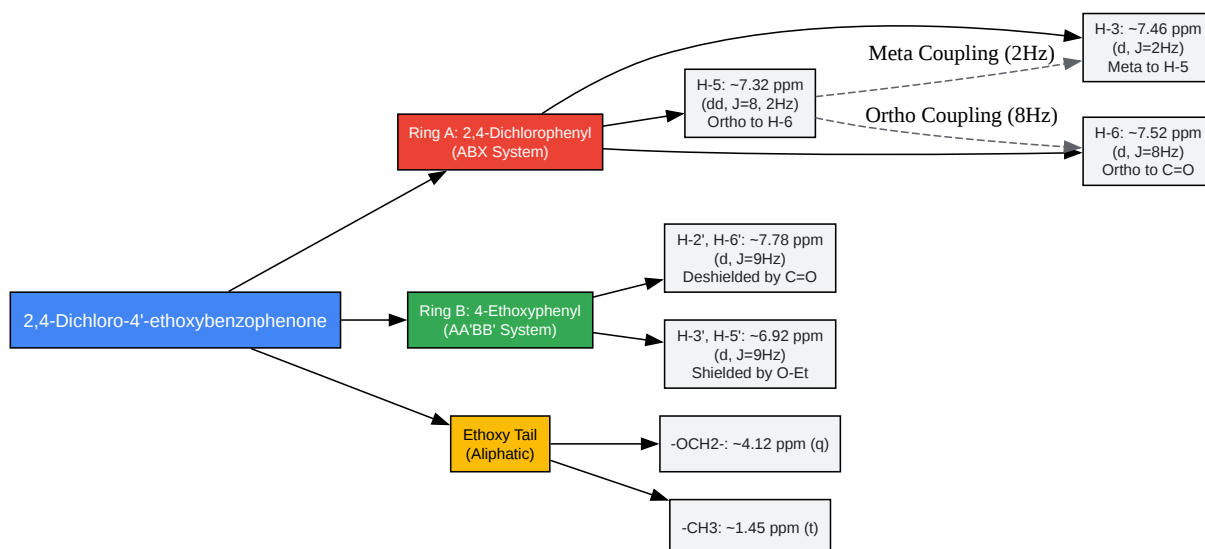 2,4-Dichloro-4'-ethoxybenzophenone
Ring A: 2,4-Dichlorophenyl
(ABX System)
H-5: ~7.32 ppm
(dd, J=8, 2Hz)
Ortho to H-6
Meta Coupling (2Hz)
Ortho Coupling (8Hz)
H-3: ~7.46 ppm
(d, J=2Hz)
Meta to H-5
H-6: ~7.52 ppm
(d, J=8Hz)
Ortho to C=O
Ring B: 4-Ethoxyphenyl
(AA'BB' System)
H-2', H-6': ~7.78 ppm
(d, J=9Hz)
Deshielded by C=O
H-3', H-5': ~6.92 ppm
(d, J=9Hz)
Shielded by O-Et
Ethoxy Tail
(Aliphatic)
-OCH2-: ~4.12 ppm (q)
-CH3: ~1.45 ppm (t)